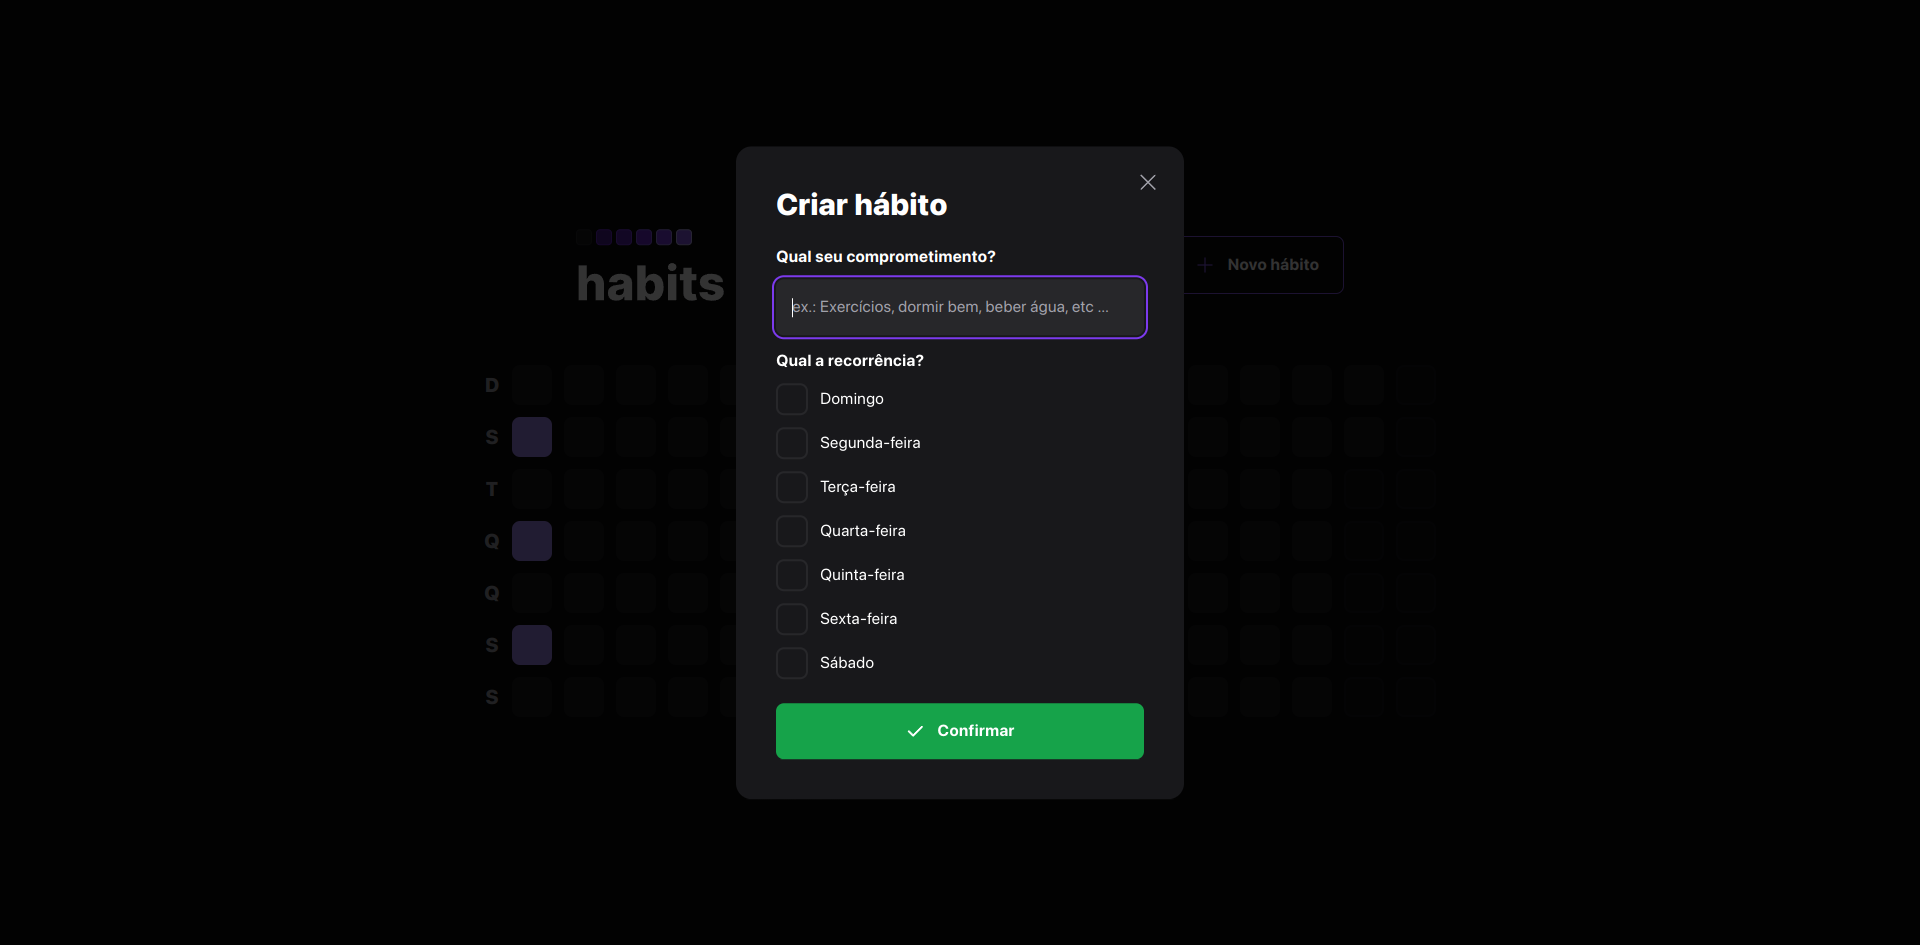 Criar hábito
habits
Qual seu comprometimento?
Novo hábito
ex.: Exercícios, dormir bem, beber água, etc ...
Qual a recorrência?
D
Domingo
S
Segunda-feira
T
Terça-feira
Q
Quarta-feira
Q
Quinta-feira
S
Sexta-feira
S
Sábado
Confirmar